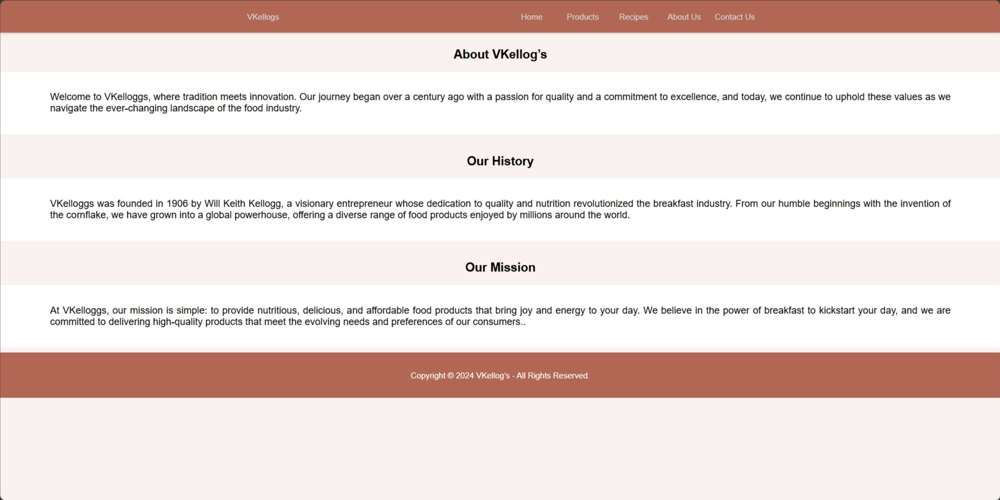 VKellogs Home Products Recipes About Us Contact Us
About VKellog’s
Welcome to VKelloggs, where tradition meets innovation. Our journey began over a century ago with a passion for quality and a commitment to excellence, and today, we continue to uphold these values as we
navigate the ever-changing landscape of the food industry.
Our History
VKelloggs was founded in 1906 by Will Keith Kellogg, a visionary entrepreneur whose dedication to quality and nutrition revolutionized the breakfast industry. From our humble beginnings with the invention of
the cornflake, we have grown into a global powerhouse, offering a diverse range of food products enjoyed by millions around the world.
Our Mission
At VKelloggs, our mission is simple: to provide nutritious, delicious, and affordable food products that bring joy and energy to your day. We believe in the power of breakfast to kickstart your day, and we are
committed to delivering high-quality products that meet the evolving needs and preferences of our consumers..
Copyright © 2024 VKellog's - All Rights Reserved.